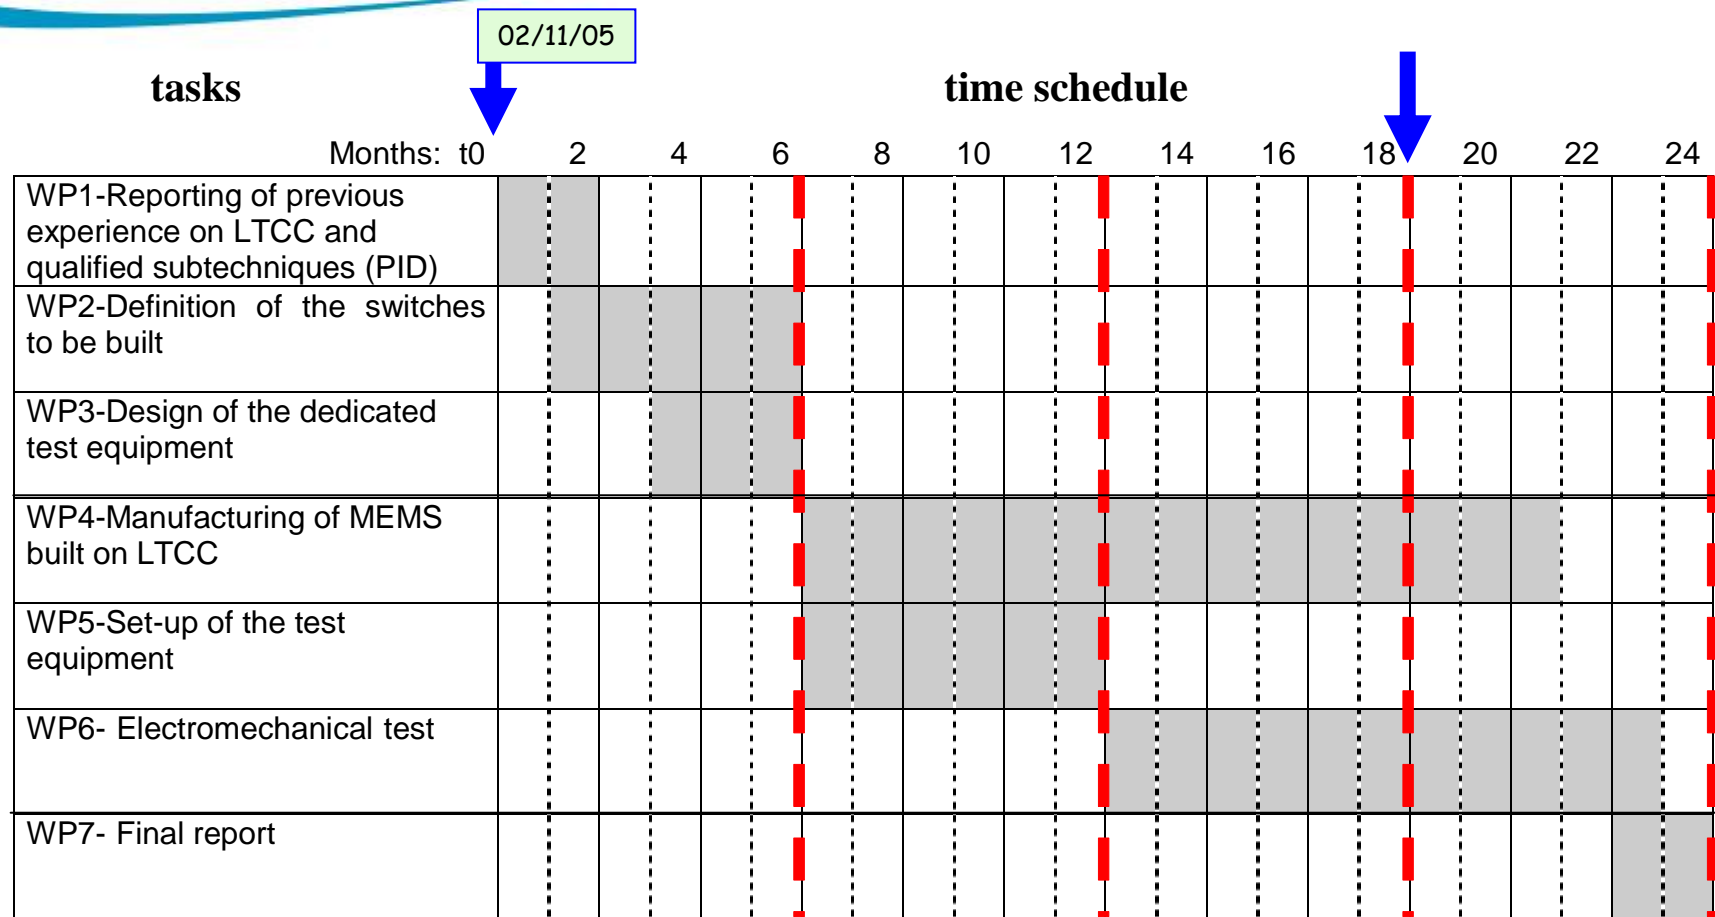 02/11/05
tasks
time schedule
Months: t0 2 4 6 8 10 12 14 16 18 20 22 24
WP1-Reporting of previous
experience on LTCC and
qualified subtechniques (PID)
WP2-Definition of the switches
to be built
WP3-Design of the dedicated
test equipment
WP4-Manufacturing of MEMS
built on LTCC
WP5-Set-up of the test
equipment
WP6- Electromechanical test
WP7- Final report